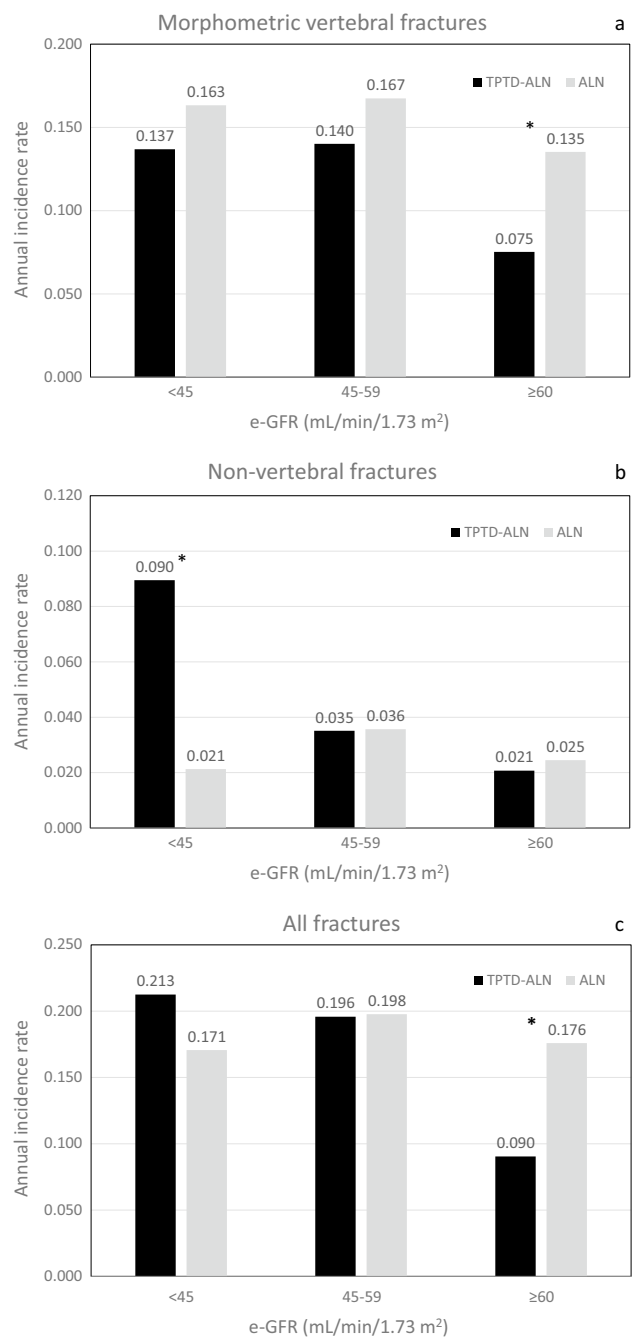 Morphometric vertebral fractures
a
Annual incidence rate
0.200
0.150
0.100
0.050
0.000
TPTD-ALN ALN
0.137 0.163 0.140 0.167 * 0.075 0.135
<45 45-59 ≥60
e-GFR (mL/min/1.73 m²)
Non-vertebral fractures
b
Annual incidence rate
0.120
0.100
0.080
0.060
0.040
0.020
0.000
TPTD-ALN ALN
0.090 * 0.021 0.035 0.036 0.021 0.025
<45 45-59 ≥60
e-GFR (mL/min/1.73 m²)
All fractures
c
Annual incidence rate
0.250
0.200
0.150
0.100
0.050
0.000
TPTD-ALN ALN
0.213 0.171 0.196 0.198 * 0.090 0.176
<45 45-59 ≥60
e-GFR (mL/min/1.73 m²)